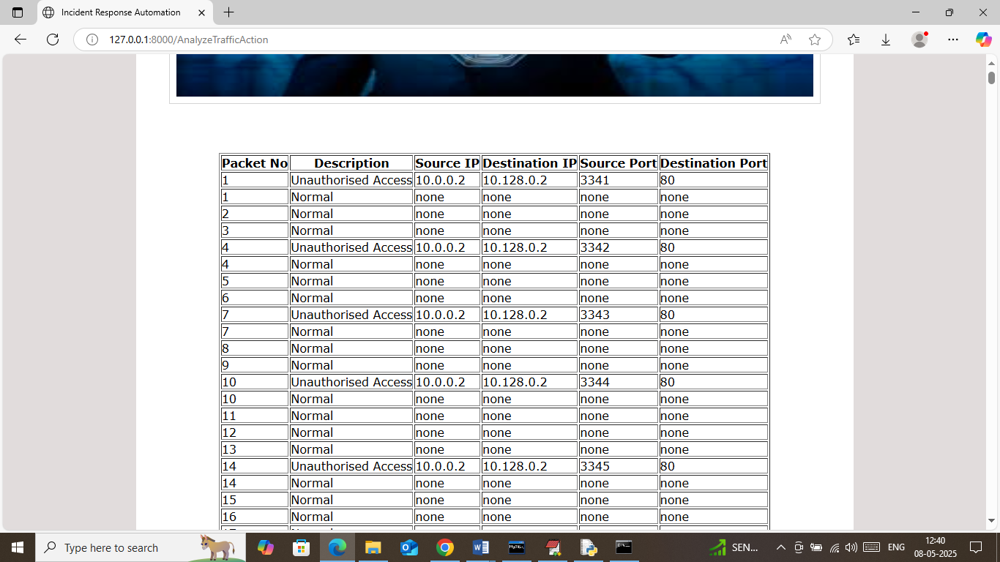 Incident Response Automation
127.0.0.1:8000/AnalyzeTrafficAction
Packet No Description Source IP Destination IP Source Port Destination Port
1 Unauthorised Access 10.0.0.2 10.128.0.2 3341 80
1 Normal none none none none
2 Normal none none none none
3 Normal none none none none
4 Unauthorised Access 10.0.0.2 10.128.0.2 3342 80
4 Normal none none none none
5 Normal none none none none
6 Normal none none none none
7 Unauthorised Access 10.0.0.2 10.128.0.2 3343 80
7 Normal none none none none
8 Normal none none none none
9 Normal none none none none
10 Unauthorised Access 10.0.0.2 10.128.0.2 3344 80
10 Normal none none none none
11 Normal none none none none
12 Normal none none none none
13 Normal none none none none
14 Unauthorised Access 10.0.0.2 10.128.0.2 3345 80
14 Normal none none none none
15 Normal none none none none
16 Normal none none none none
Type here to search
SEN...
ENG
12:40
08-05-2025